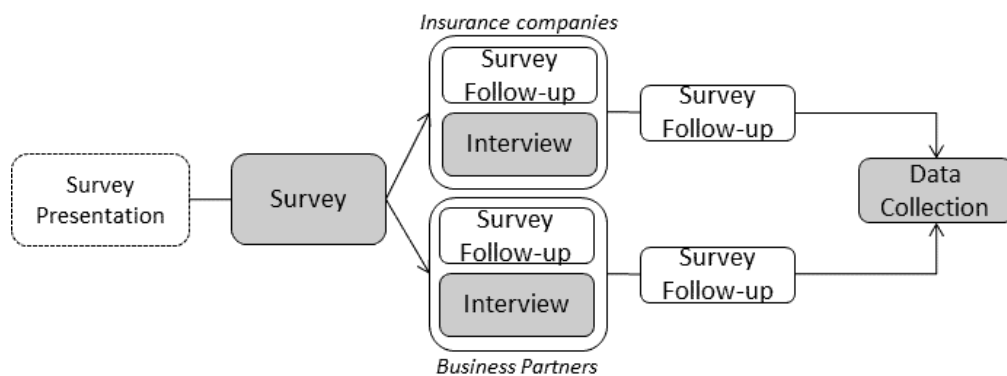 Insurance companies
Survey
Follow-up
Interview
Survey
Follow-up
Survey
Presentation
Survey
Data
Collection
Survey
Follow-up
Interview
Survey
Follow-up
Business Partners